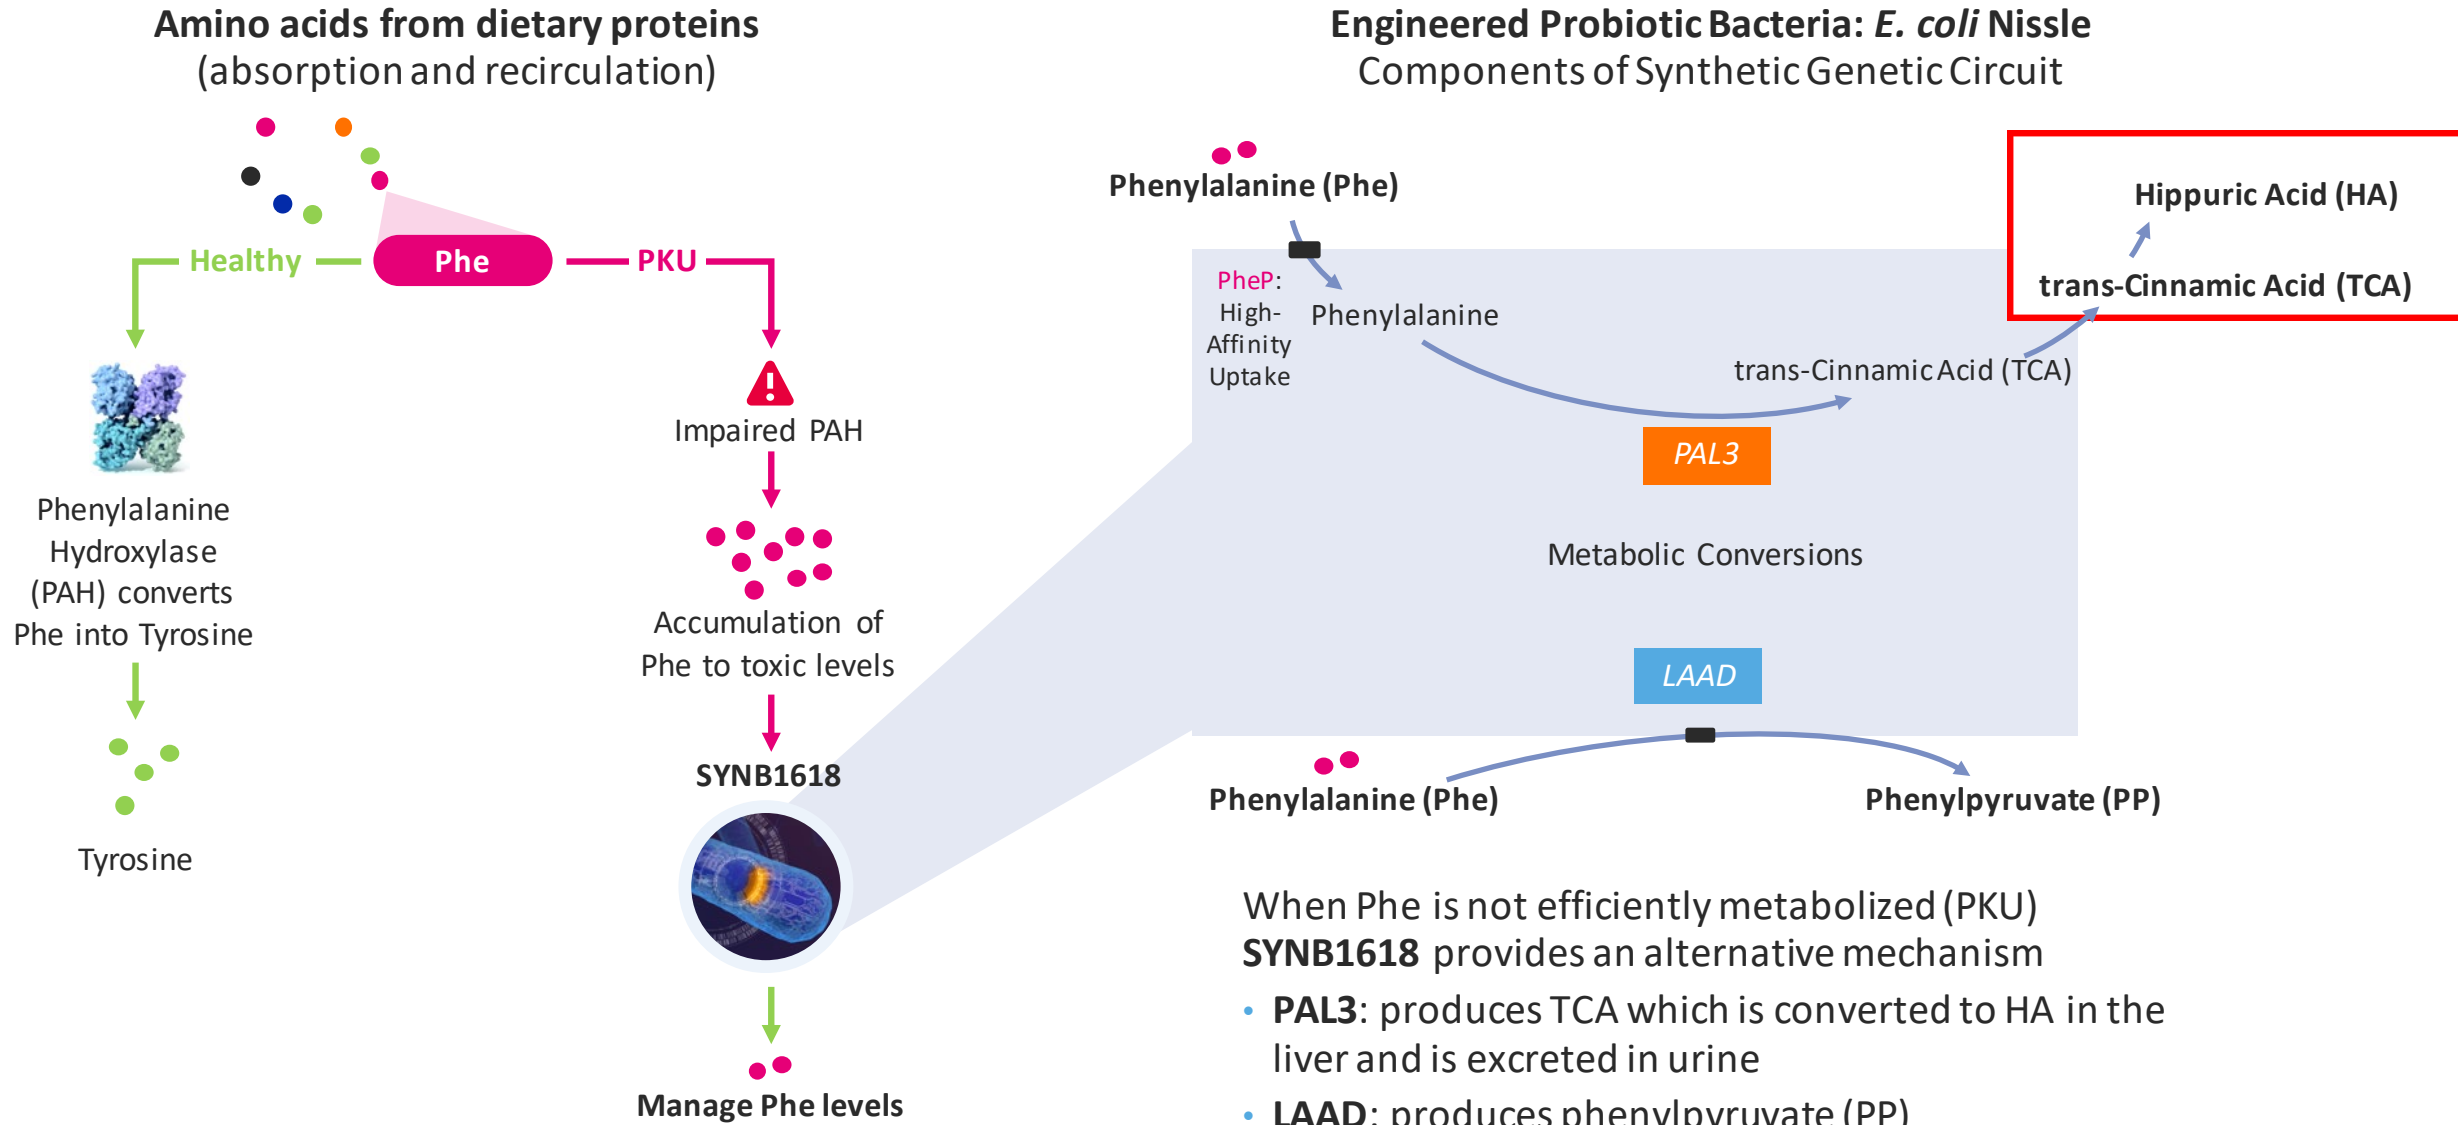 Amino acids from dietary proteins
(absorption and recirculation)
Healthy
Phe
PKU
Phenylalanine
Hydroxylase
(PAH) converts
Phe into Tyrosine
Tyrosine
Impaired PAH
Accumulation of
Phe to toxic levels
SYNB1618
Manage Phe levels
Engineered Probiotic Bacteria: E. coli Nissle
Components of Synthetic Genetic Circuit
Phenylalanine (Phe)
PheP:
High-
Affinity
Uptake
Phenylalanine
trans-Cinnamic Acid (TCA)
Hippuric Acid (HA)
trans-Cinnamic Acid (TCA)
PAL3
Metabolic Conversions
LAAD
Phenylalanine (Phe)
Phenylpyruvate (PP)
When Phe is not efficiently metabolized (PKU)
SYNB1618 provides an alternative mechanism
• PAL3: produces TCA which is converted to HA in the
liver and is excreted in urine
• LAAD: produces phenylpyruvate (PP)